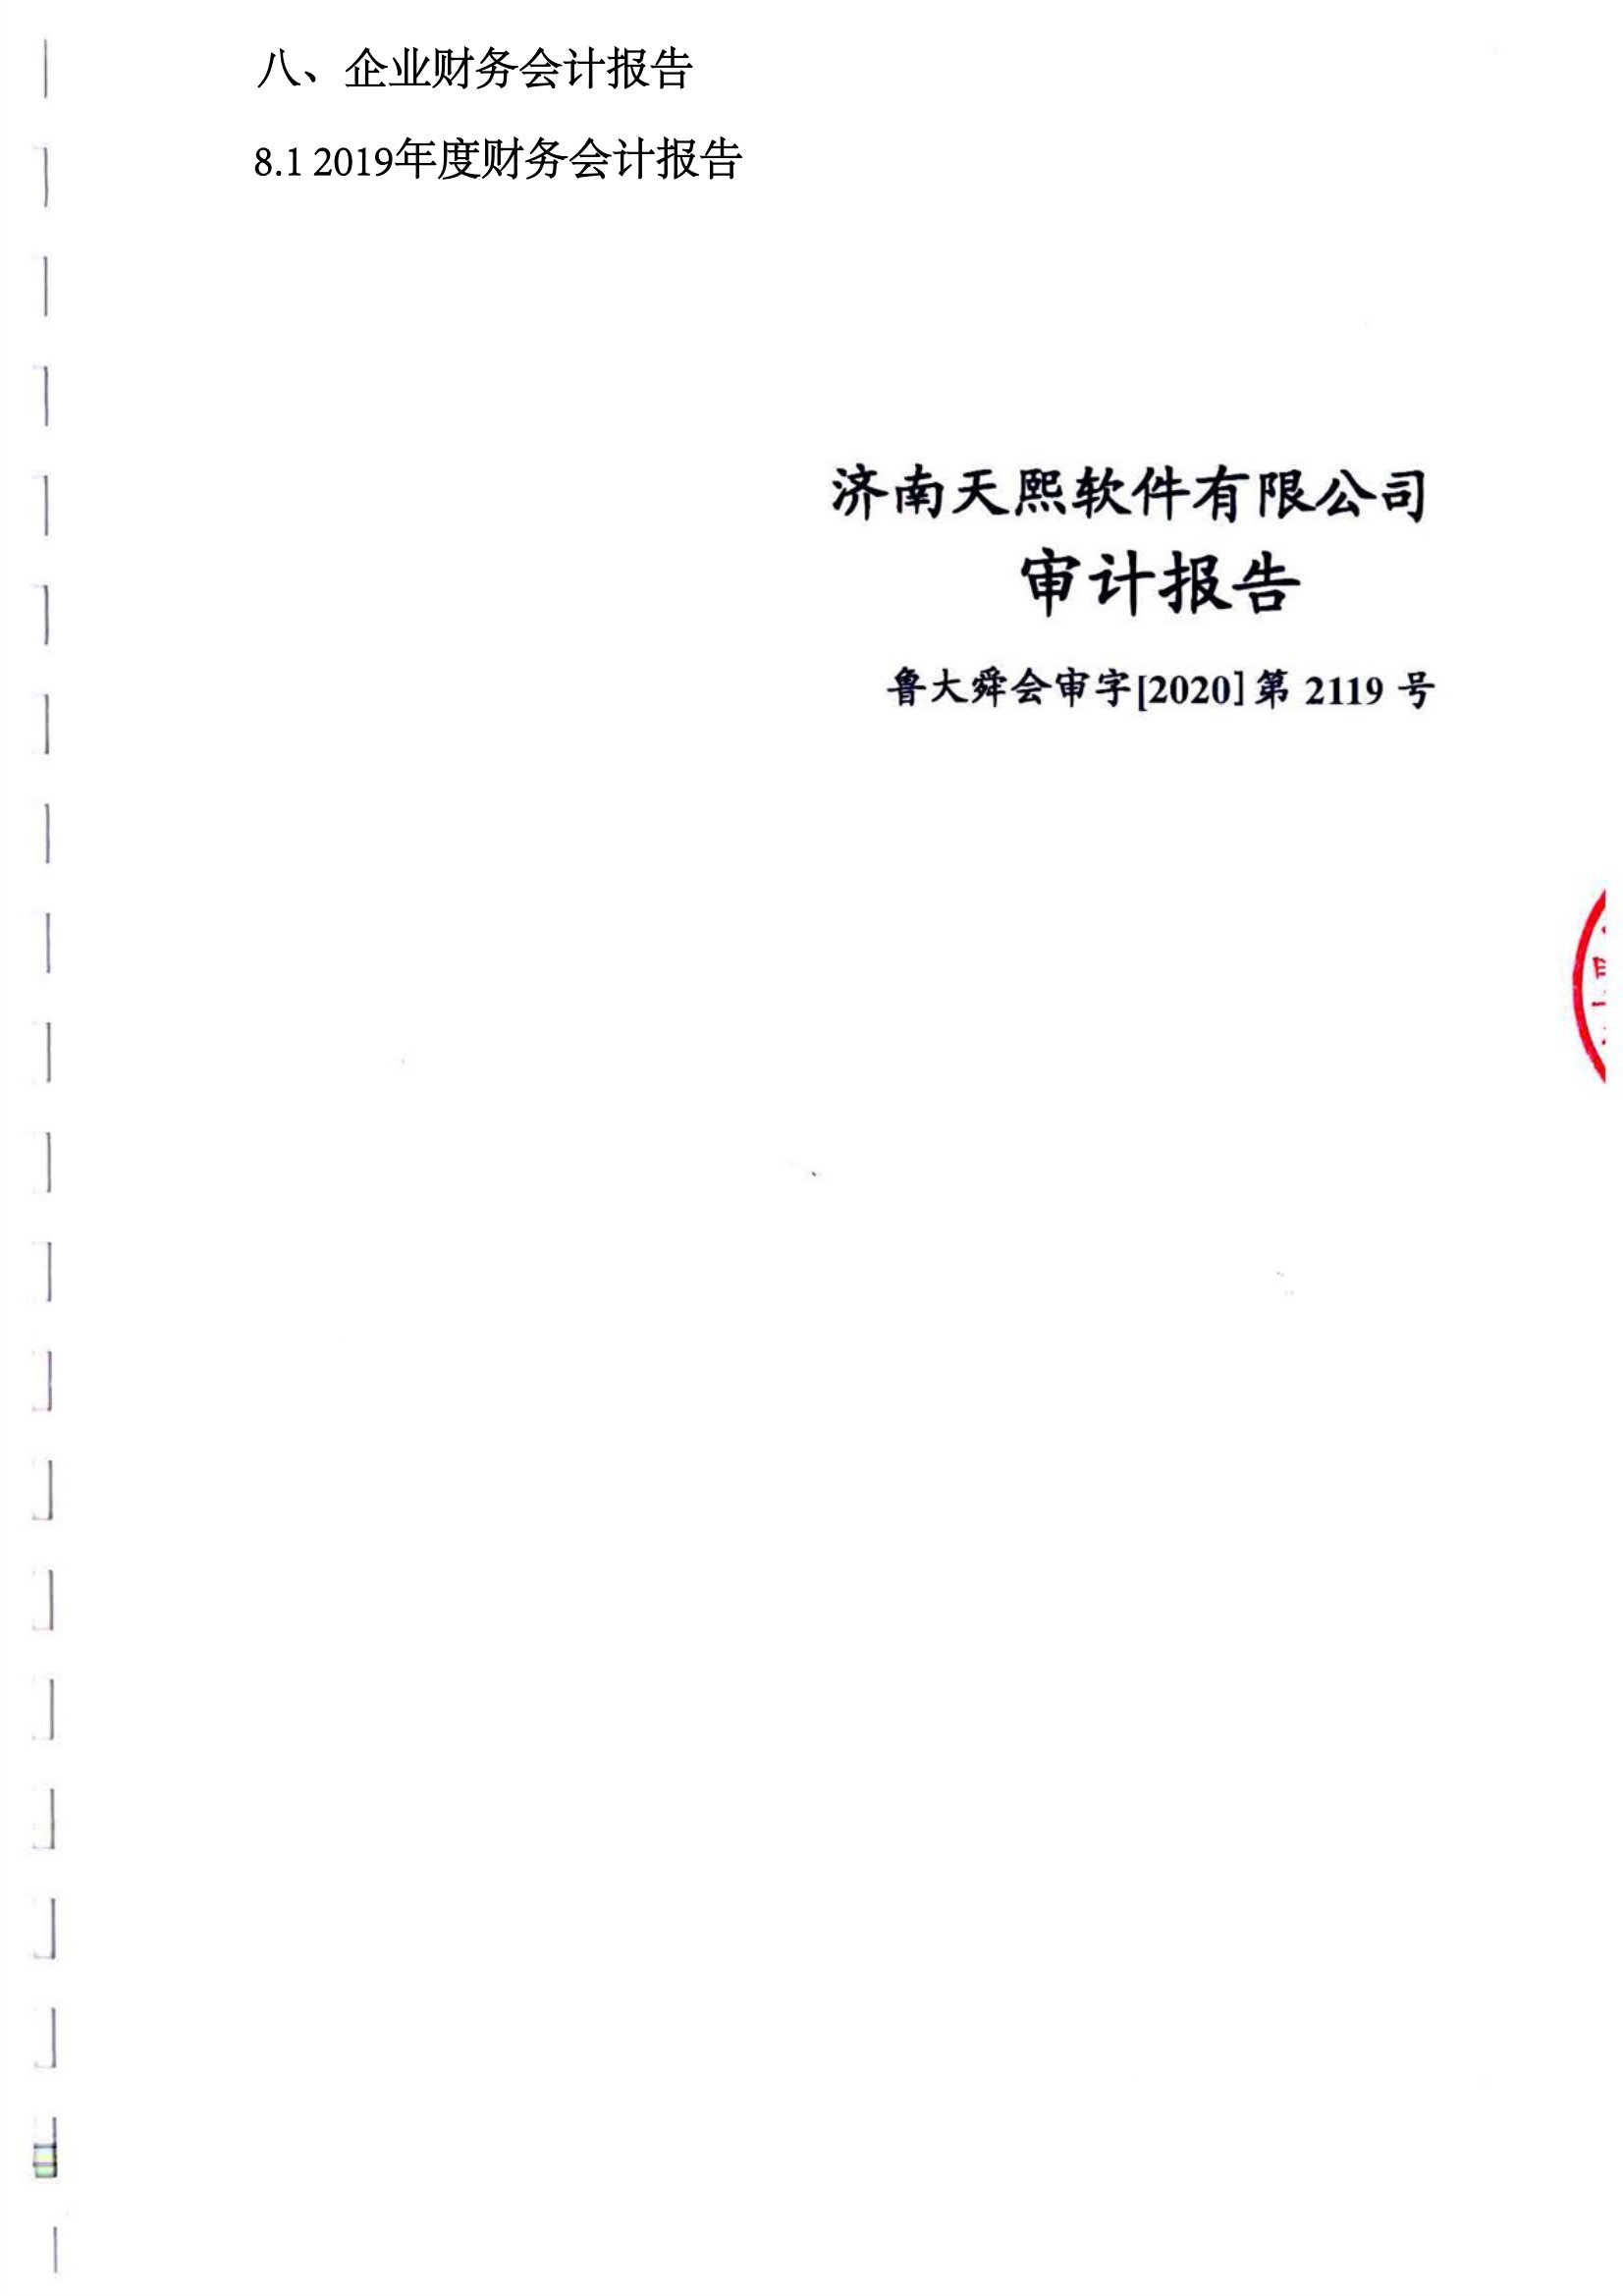 八、企业财务会计报告
8.1 2019年度财务会计报告
济南天熙软件有限公司
审计报告
鲁大舜会审字[2020]第 2119 号